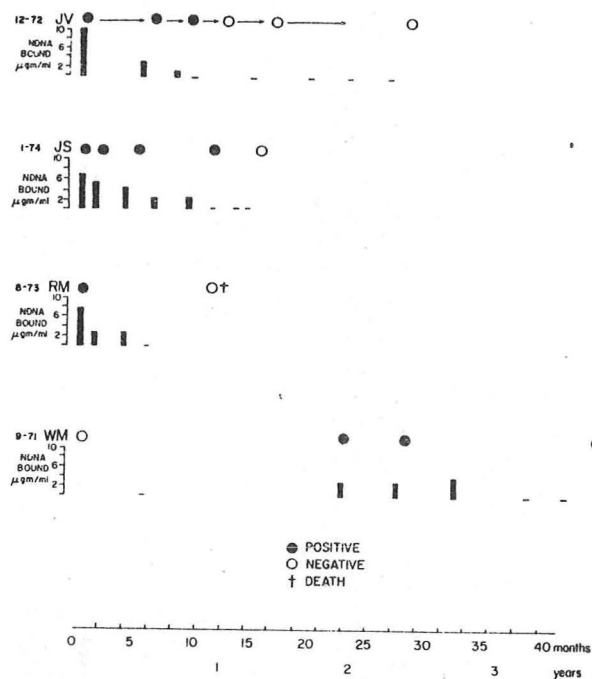 12-72 JV
10
NDNA 6
BOUND
µgm/ml 2
1-74 JS
10
NDNA 6
BOUND
µgm/ml 2
8-73 RM
10
NDNA 6
BOUND
µgm/ml 2
9-71 WM
10
NDNA 6
BOUND
µgm/ml 2
● POSITIVE
○ NEGATIVE
† DEATH
0 5 10 15 20 25 30 35 40 months
1 2 3 years